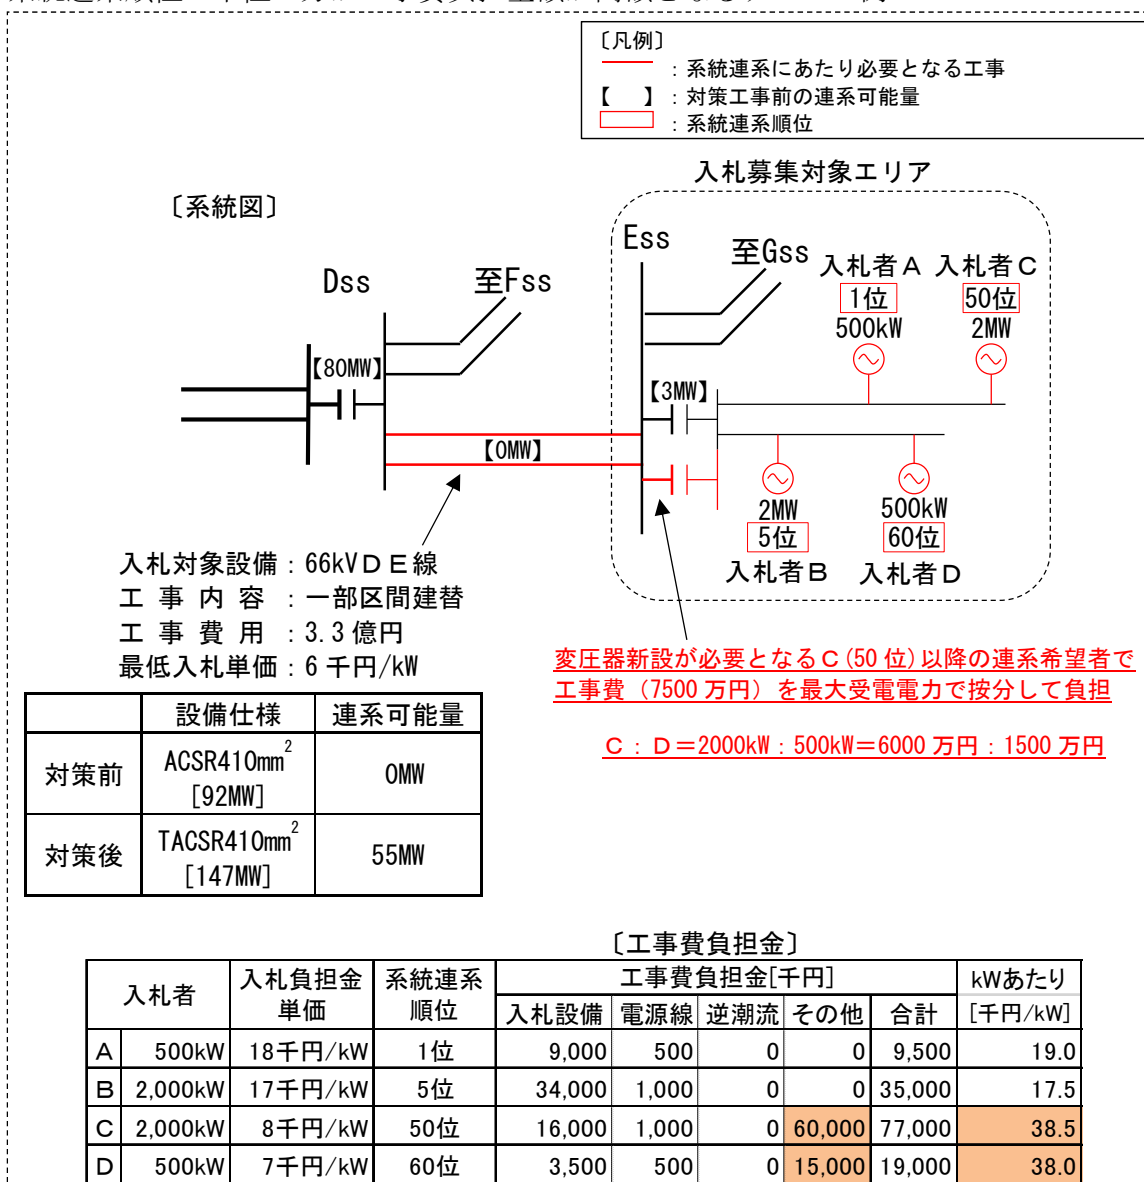 〔凡例〕
：系統連系にあたり必要となる工事
【　】：対策工事前の連系可能量
：系統連系順位
入札募集対象エリア
〔系統図〕
Ess
至Gss
入札者Ａ 入札者Ｃ
Dss
至Fss
1位 50位
500kW 2MW
【80MW】
【3MW】
【0MW】
2MW 500kW
5位 60位
入札者Ｂ 入札者Ｄ
入札対象設備：66kVＤＥ線
工事内容：一部区間建替
工事費用：3.3億円
最低入札単価：6千円/kW
変圧器新設が必要となるＣ(50位)以降の連系希望者で
工事費（7500万円）を最大受電電力で按分して負担
Ｃ：Ｄ＝2000kW：500kW＝6000万円：1500万円
設備仕様 連系可能量
対策前 ACSR410mm² [92MW] 0MW
対策後 TACSR410mm² [147MW] 55MW
〔工事費負担金〕
入札者 入札負担金単価 系統連系順位 工事費負担金[千円] kWあたり
入札設備 電源線 逆潮流 その他 合計 [千円/kW]
Ａ 500kW 18千円/kW 1位 9,000 500 0 0 9,500 19.0
Ｂ 2,000kW 17千円/kW 5位 34,000 1,000 0 0 35,000 17.5
Ｃ 2,000kW 8千円/kW 50位 16,000 1,000 0 60,000 77,000 38.5
Ｄ 500kW 7千円/kW 60位 3,500 500 0 15,000 19,000 38.0